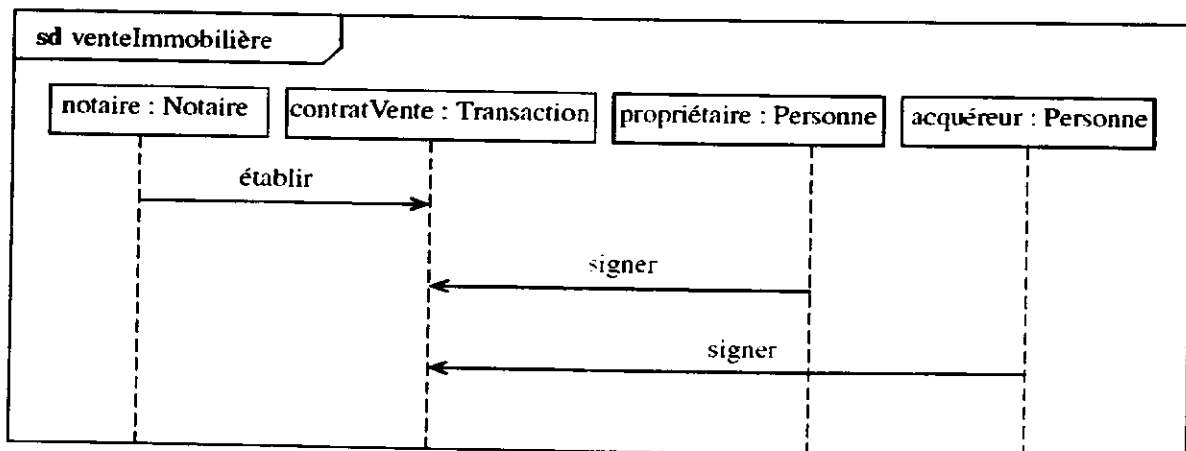 sd venteImmobilière
notaire : Notaire
contratVente : Transaction
propriétaire : Personne
acquéreur : Personne
établir
signer
signer